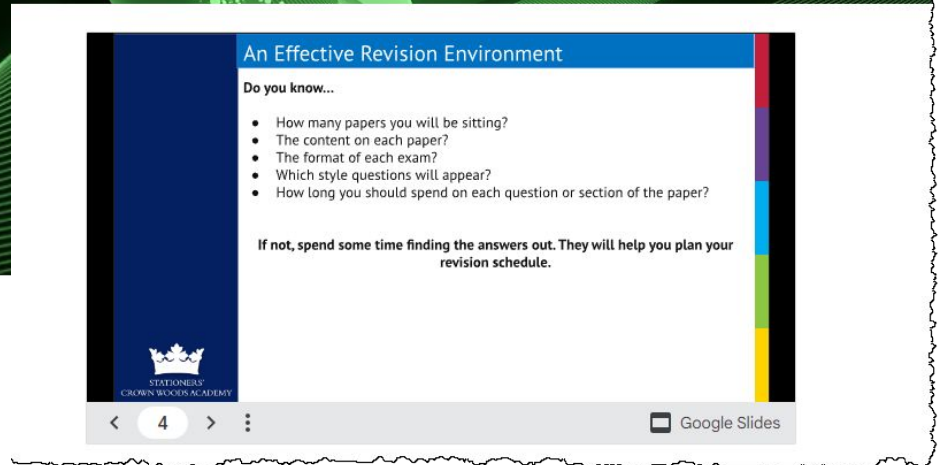 An Effective Revision Environment
Do you know...
● How many papers you will be sitting?
● The content on each paper?
● The format of each exam?
● Which style questions will appear?
● How long you should spend on each question or section of the paper?
If not, spend some time finding the answers out. They will help you plan your
revision schedule.
STATIONERS'
CROWN WOODS ACADEMY
4
Google Slides